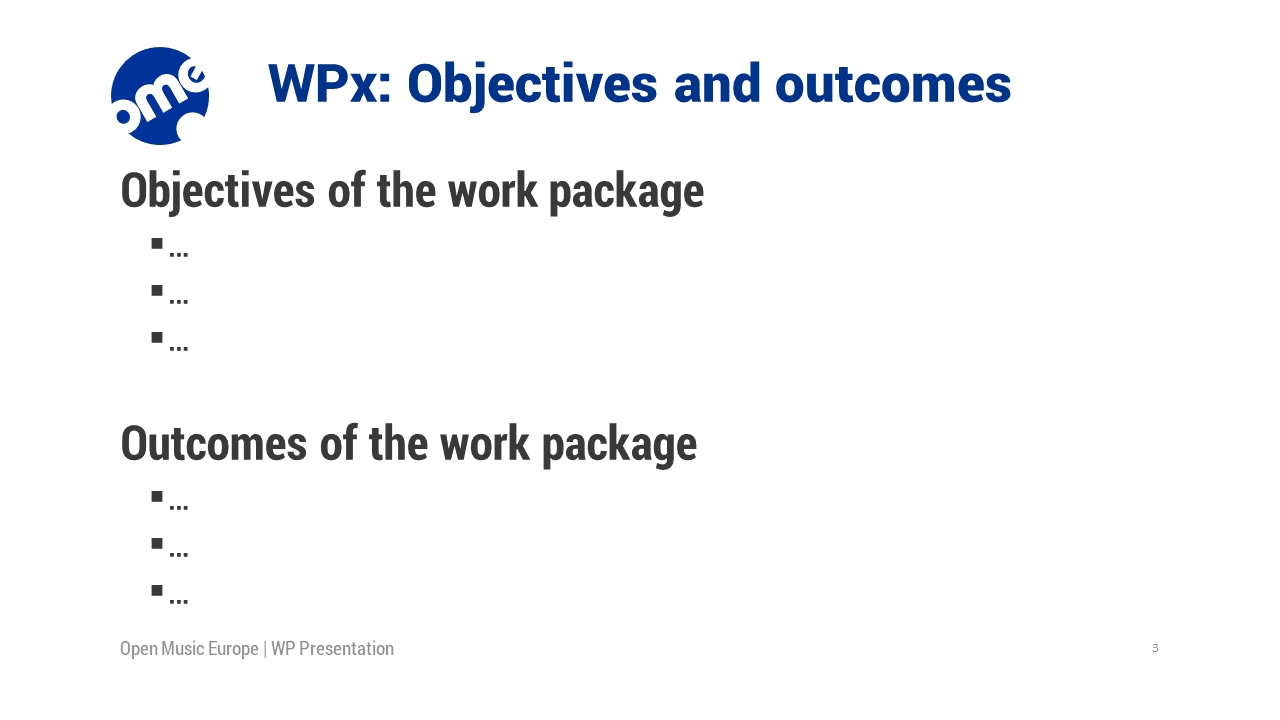 ome
WPx: Objectives and outcomes
Objectives of the work package
▪ ...
▪ ...
▪ ...
Outcomes of the work package
▪ ...
▪ ...
▪ ...
Open Music Europe | WP Presentation
3